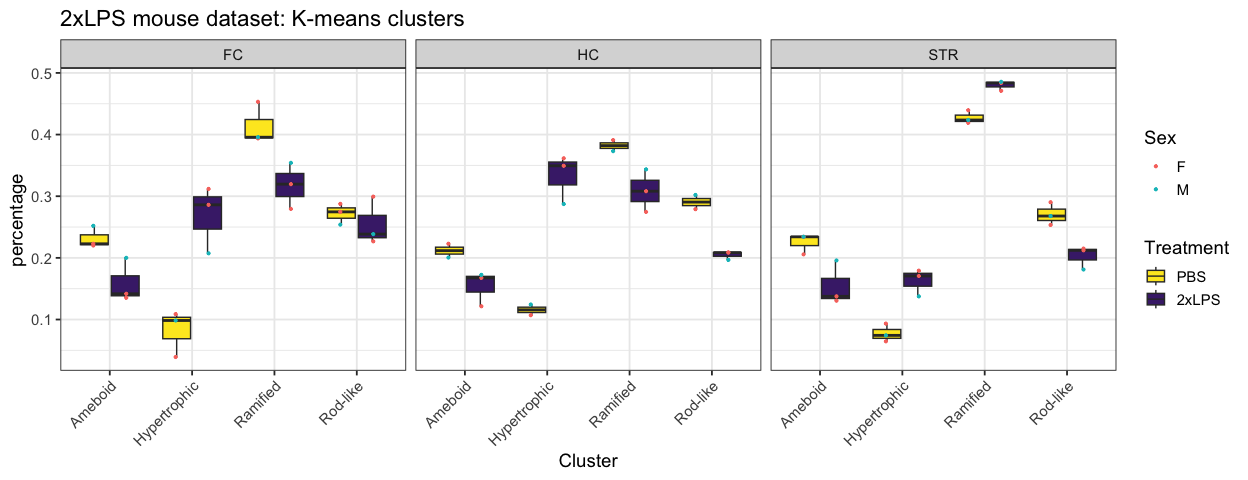 2xLPS mouse dataset: K-means clusters
FC
HC
STR
percentage
0.5
0.4
0.3
0.2
0.1
Ameboid
Hypertrophic
Ramified
Rod-like
Ameboid
Hypertrophic
Ramified
Rod-like
Ameboid
Hypertrophic
Ramified
Rod-like
Cluster
Sex
F
M
Treatment
PBS
2xLPS